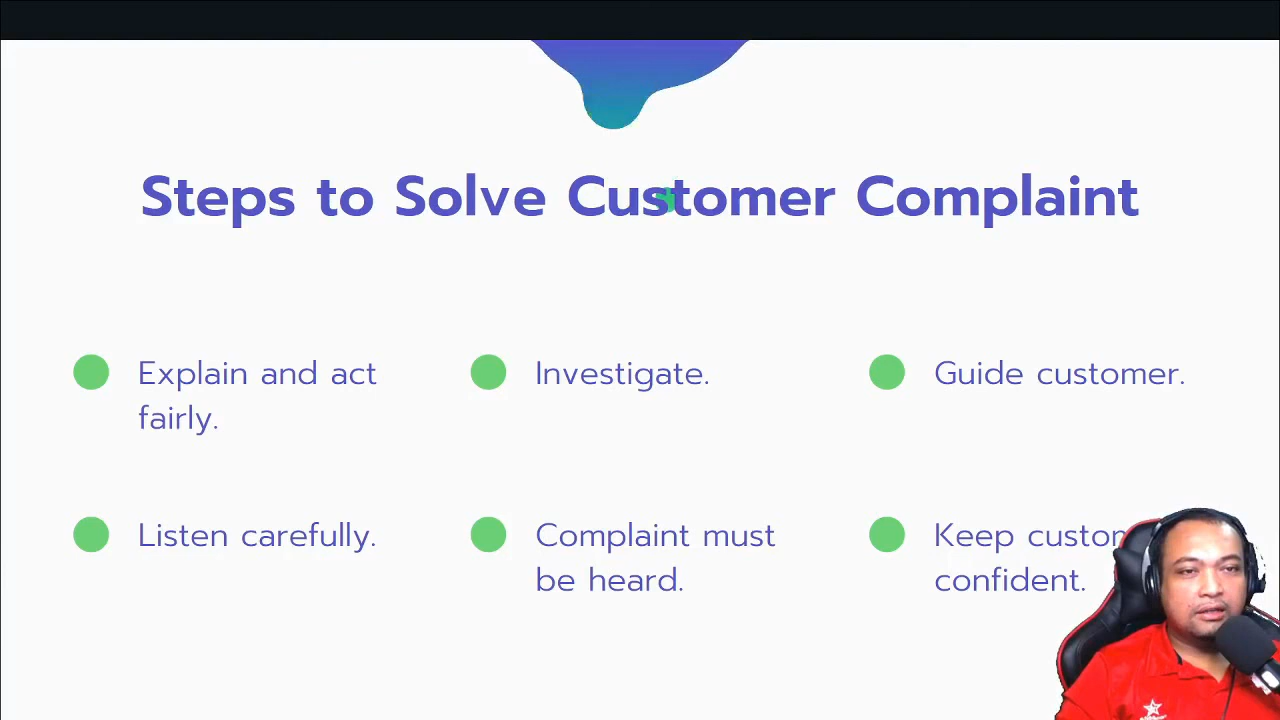 Steps to Solve Customer Complaint
Explain and act
fairly.
Investigate.
Guide customer.
Listen carefully.
Complaint must
be heard.
Keep
confident.